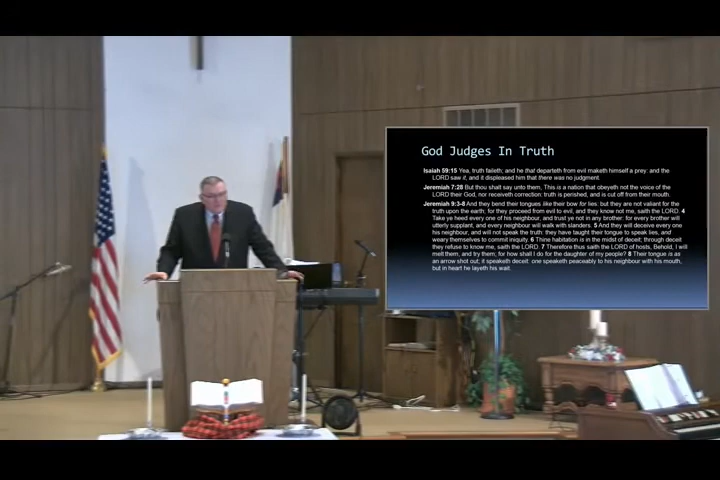 God Judges In Truth
Isaiah 59:15 Yea, truth faileth; and he that departeth from evil maketh himself a prey: and the
LORD saw it, and it displeased him that there was no judgment.
Jeremiah 7:28 But thou shalt say unto them, This is a nation that obeyeth not the voice of the
LORD their God, nor receiveth correction: truth is perished, and is cut off from their mouth.
Jeremiah 9:3-8 And they bend their tongues like their bow for lies: but they are not valiant for the
truth upon the earth; for they proceed from evil to evil, and they know not me, saith the LORD. 4
Take ye heed every one of his neighbour, and trust ye not in any brother: for every brother will
utterly supplant, and every neighbour will walk with slanders. 5 And they will deceive every one
his neighbour, and will not speak the truth: they have taught their tongue to speak lies, and
weary themselves to commit iniquity. 6 Thine habitation is in the midst of deceit; through deceit
they refuse to know me, saith the LORD. 7 Therefore thus saith the LORD of hosts, Behold, I will
melt them, and try them; for how shall I do for the daughter of my people? 8 Their tongue is as
an arrow shot out; it speaketh deceit: one speaketh peaceably to his neighbour with his mouth,
but in heart he layeth his wait.